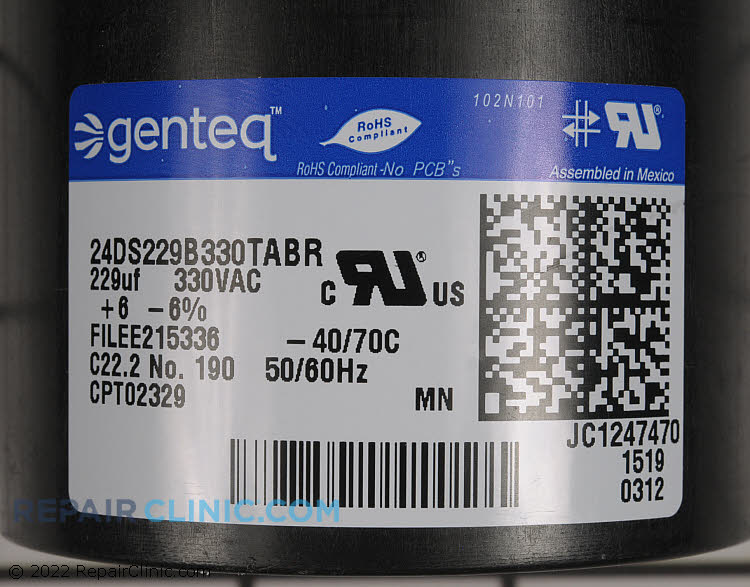 genteq™
RoHS
Compliant
102N101
RoHS Compliant -No PCB"s
Assembled in Mexico
24DS229B330TABR
229uf 330VAC
+6 -6%
C US
FILEE215336 -40/70C
C22.2 No. 190 50/60Hz
CPT02329 MN
JC1247470
1519
0312
REPAIRCLINIC.COM
© 2022 RepairClinic.com